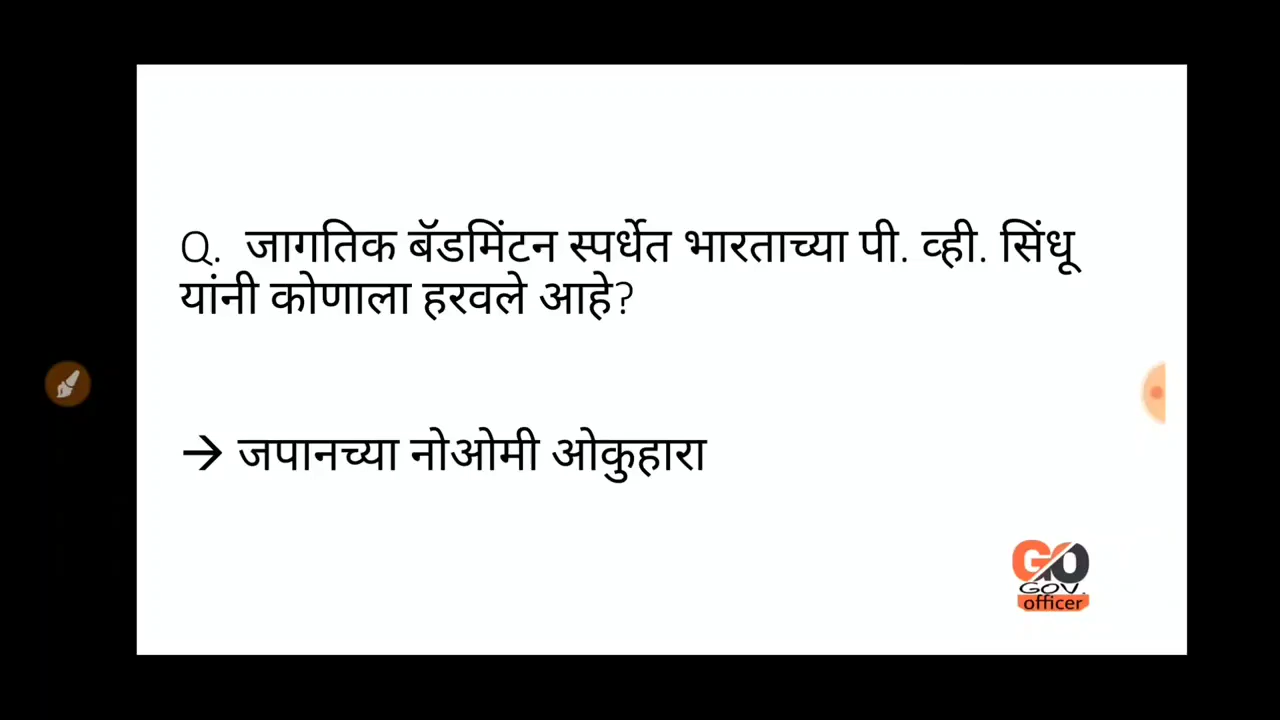 Q. जागतिक बॅडमिंटन स्पर्धेत भारताच्या पी. व्ही. सिंधू
यांनी कोणाला हरवले आहे?
→ जपानच्या नोओमी ओकुहारा
GO
GOV.
officer